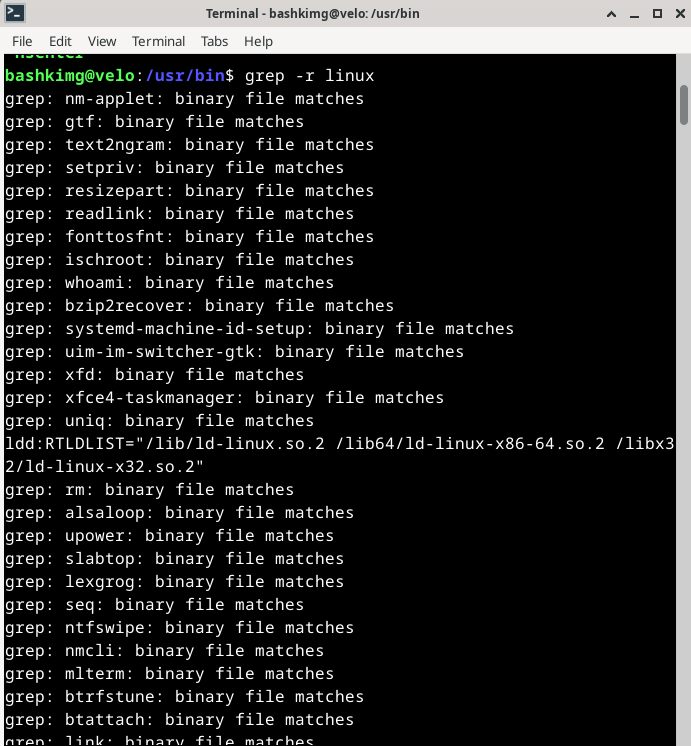 Terminal - bashkimg@velo: /usr/bin
File Edit View Terminal Tabs Help
nsenter
bashkimg@velo:/usr/bin$ grep -r linux
grep: nm-applet: binary file matches
grep: gtf: binary file matches
grep: text2ngram: binary file matches
grep: setpriv: binary file matches
grep: resizepart: binary file matches
grep: readlink: binary file matches
grep: fonttosfnt: binary file matches
grep: ischroot: binary file matches
grep: whoami: binary file matches
grep: bzip2recover: binary file matches
grep: systemd-machine-id-setup: binary file matches
grep: uim-im-switcher-gtk: binary file matches
grep: xfd: binary file matches
grep: xfce4-taskmanager: binary file matches
grep: uniq: binary file matches
ldd:RTLDLIST="/lib/ld-linux.so.2 /lib64/ld-linux-x86-64.so.2 /libx3
2/ld-linux-x32.so.2"
grep: rm: binary file matches
grep: alsaloop: binary file matches
grep: upower: binary file matches
grep: slabtop: binary file matches
grep: lexgrog: binary file matches
grep: seq: binary file matches
grep: ntfswipe: binary file matches
grep: nmcli: binary file matches
grep: mlterm: binary file matches
grep: btrfstune: binary file matches
grep: btattach: binary file matches
grep: link: binary file matches